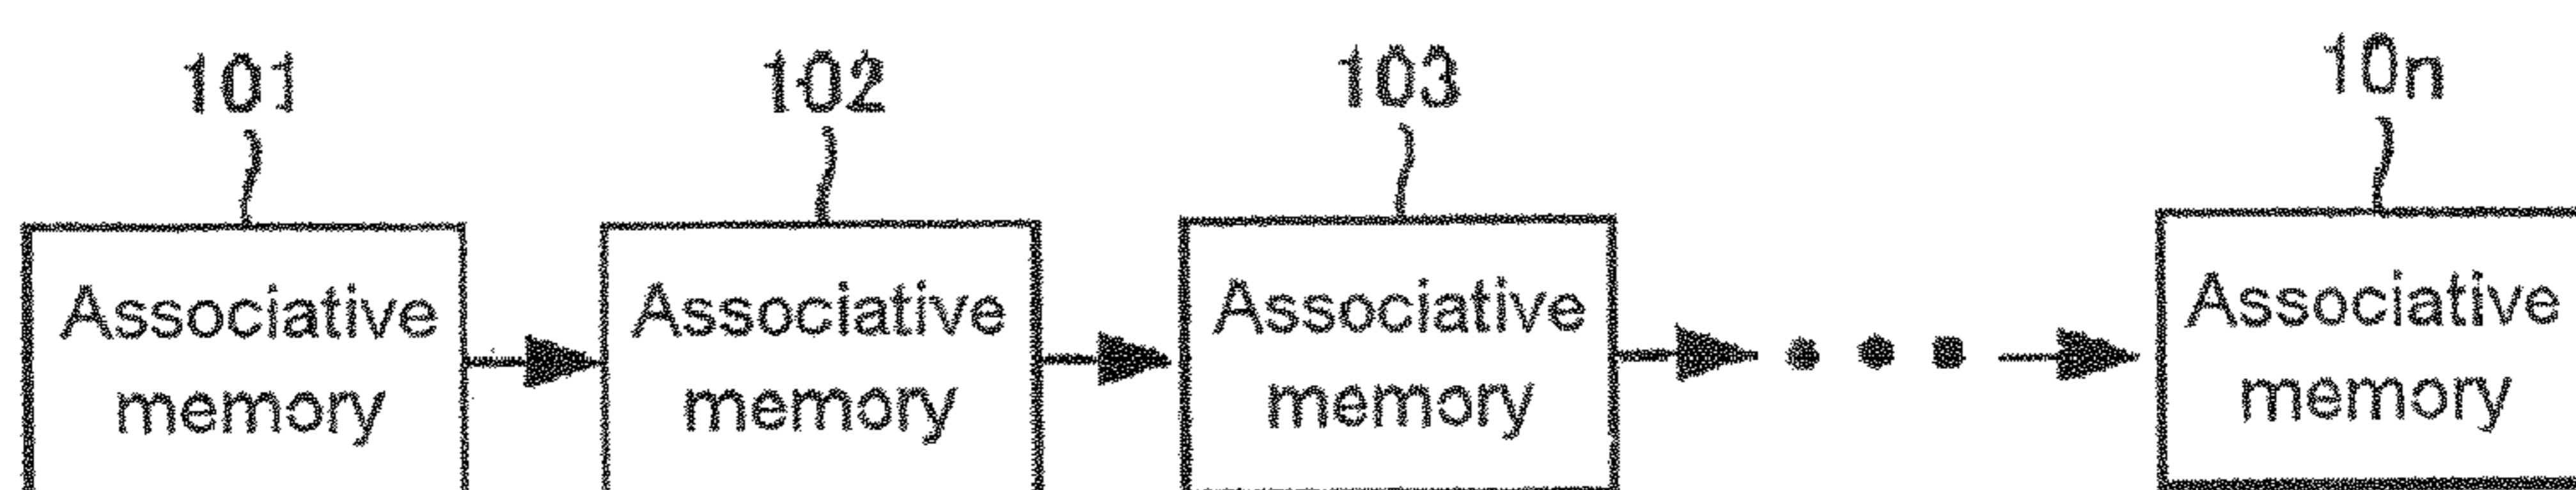 101 102 103 10n
Associative Associative Associative Associative
memory memory memory memory